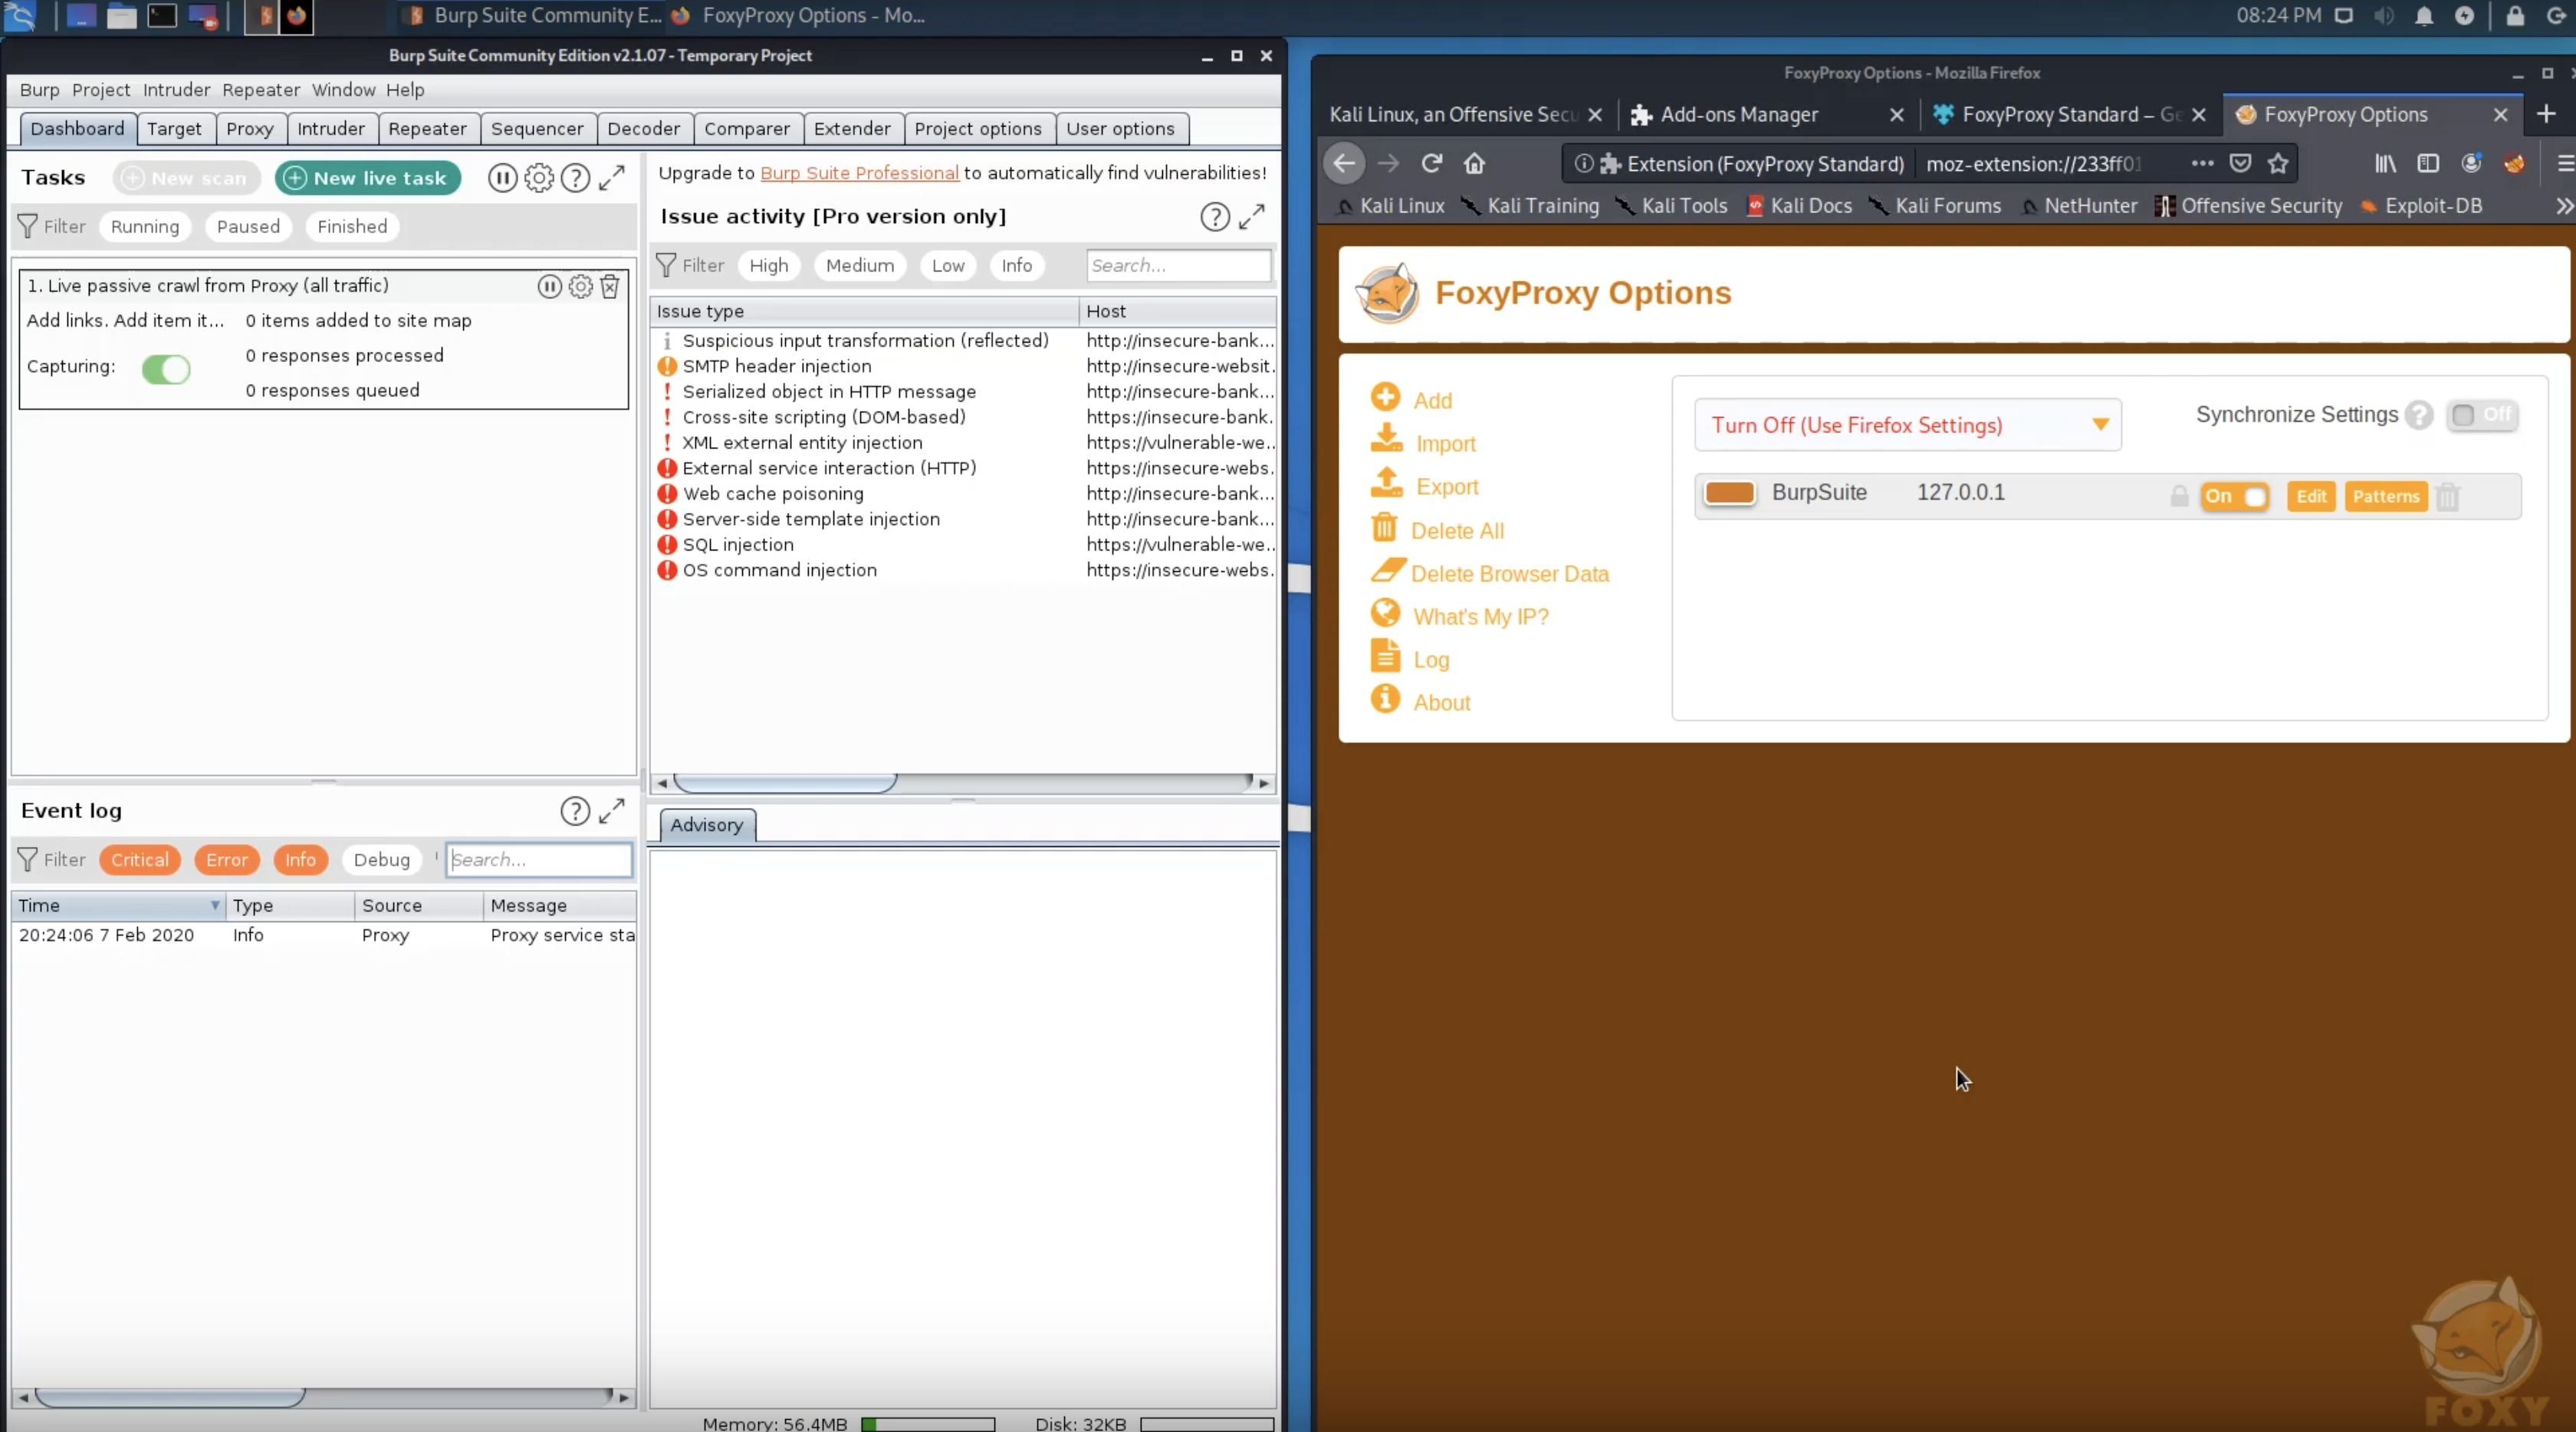 Burp Suite Community E...
FoxyProxy Options - Mo...
08:24 PM
Burp Suite Community Edition v2.1.07 - Temporary Project
Burp Project Intruder Repeater Window Help
Dashboard Target Proxy Intruder Repeater Sequencer Decoder Comparer Extender Project options User options
Tasks New scan New live task
Filter Running Paused Finished
1. Live passive crawl from Proxy (all traffic)
Add links. Add item it... 0 items added to site map
0 responses processed
Capturing:
0 responses queued
Upgrade to Burp Suite Professional to automatically find vulnerabilities!
Issue activity [Pro version only]
Filter High Medium Low Info Search...
Issue type Host
Suspicious input transformation (reflected) http://insecure-bank...
SMTP header injection http://insecure-websit.
Serialized object in HTTP message http://insecure-bank...
Cross-site scripting (DOM-based) https://insecure-bank.
XML external entity injection https://vulnerable-we..
External service interaction (HTTP) https://insecure-webs.
Web cache poisoning http://insecure-bank...
Server-side template injection http://insecure-bank...
SQL injection https://vulnerable-we..
OS command injection https://insecure-webs.
Event log
Filter Critical Error Info Debug Search...
Time Type Source Message
20:24:06 7 Feb 2020 Info Proxy Proxy service sta
Advisory
Memory: 56.4MB Disk: 32KB
FoxyProxy Options - Mozilla Firefox
Kali Linux, an Offensive Secu Add-ons Manager FoxyProxy Standard – Ge FoxyProxy Options
Extension (FoxyProxy Standard) moz-extension://233ff01
Kali Linux Kali Training Kali Tools Kali Docs Kali Forums NetHunter Offensive Security Exploit-DB
FoxyProxy Options
Add
Import
Export
Delete All
Delete Browser Data
What's My IP?
Log
About
Turn Off (Use Firefox Settings)
Synchronize Settings Off
BurpSuite 127.0.0.1 On Edit Patterns
FOXY